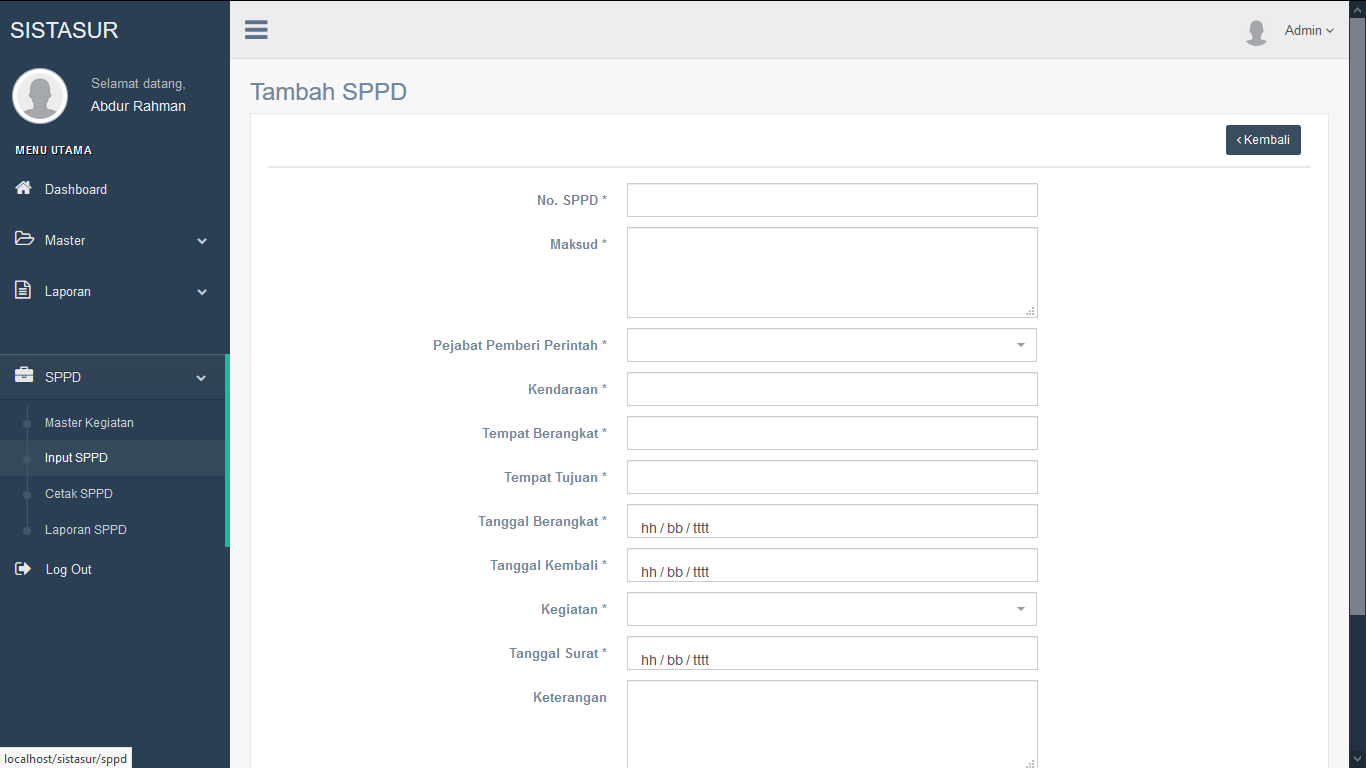 SISTASUR
Admin
Selamat datang,
Abdur Rahman
MENU UTAMA
Dashboard
Master
Laporan
SPPD
Master Kegiatan
Input SPPD
Cetak SPPD
Laporan SPPD
Log Out
Tambah SPPD
Kembali
No. SPPD *
Maksud *
Pejabat Pemberi Perintah *
Kendaraan *
Tempat Berangkat *
Tempat Tujuan *
Tanggal Berangkat * hh / bb / tttt
Tanggal Kembali * hh / bb / tttt
Kegiatan *
Tanggal Surat * hh / bb / tttt
Keterangan
localhost/sistasur/sppd